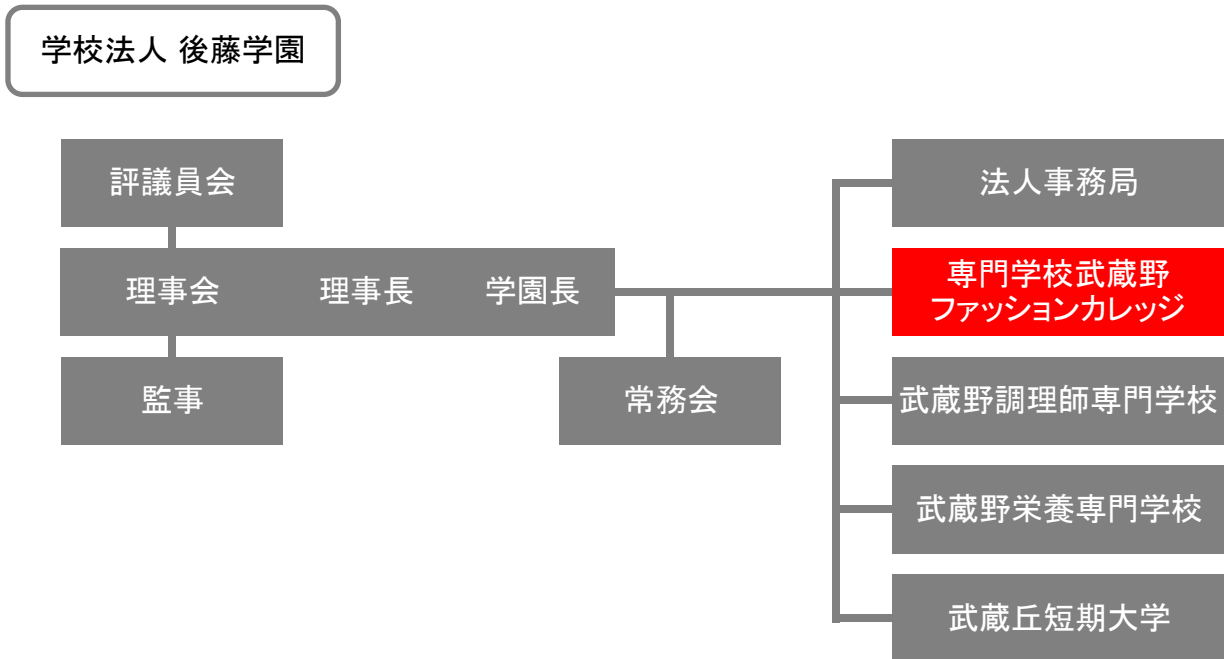 学校法人 後藤学園
評議員会
理事会 理事長 学園長
監事
常務会
法人事務局
専門学校武蔵野
ファッションカレッジ
武蔵野調理師専門学校
武蔵野栄養専門学校
武蔵丘短期大学